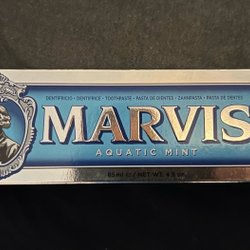 DENTIFRICIO • DENTIFRICE • TOOTHPASTE • PASTA DE DIENTES • ZAHNPASTA • PASTA DE DENTES
MARVIS
AQUATIC MINT
85ml ℮ / NET WT. 4.5 oz.